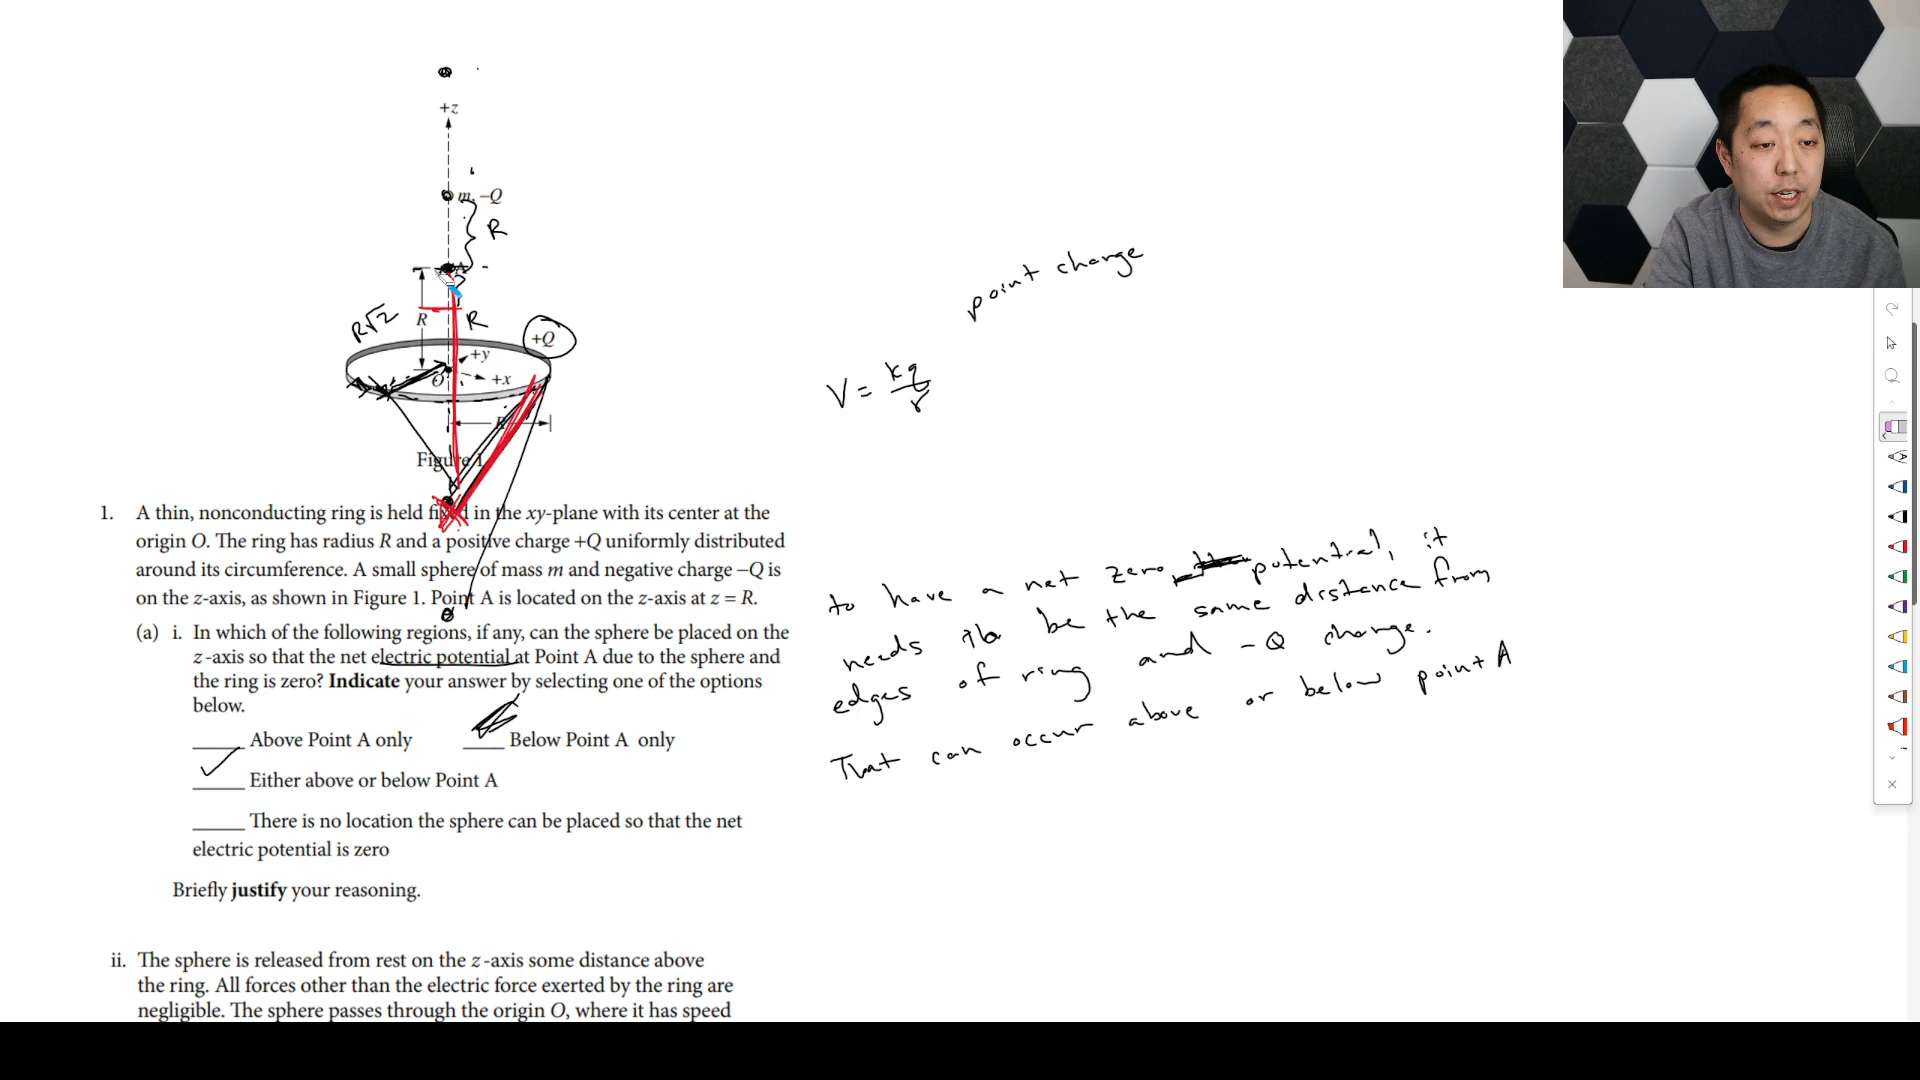 +z
m, –Q
R
A
R√2
R
R
+Q
+y
O
+x
R
Figure 1
point charge
V = kq/r
1. A thin, nonconducting ring is held fixed in the xy-plane with its center at the
origin O. The ring has radius R and a positive charge +Q uniformly distributed
around its circumference. A small sphere of mass m and negative charge –Q is
on the z-axis, as shown in Figure 1. Point A is located on the z-axis at z = R.
(a) i. In which of the following regions, if any, can the sphere be placed on the
z-axis so that the net electric potential at Point A due to the sphere and
the ring is zero? Indicate your answer by selecting one of the options
below.
____ Above Point A only ____ Below Point A only
____ Either above or below Point A
____ There is no location the sphere can be placed so that the net
electric potential is zero
Briefly justify your reasoning.
to have a net zero potential, it
needs to be the same distance from
edges of ring and -Q charge.
That can occur above or below point A
ii. The sphere is released from rest on the z-axis some distance above
the ring. All forces other than the electric force exerted by the ring are
negligible. The sphere passes through the origin O, where it has speed